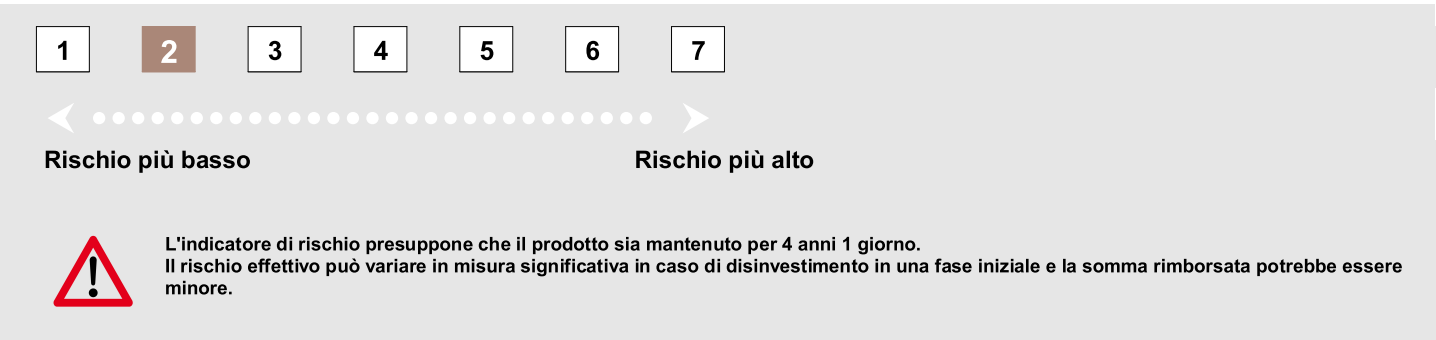 1 2 3 4 5 6 7
Rischio più basso Rischio più alto
L'indicatore di rischio presuppone che il prodotto sia mantenuto per 4 anni 1 giorno.
Il rischio effettivo può variare in misura significativa in caso di disinvestimento in una fase iniziale e la somma rimborsata potrebbe essere
minore.